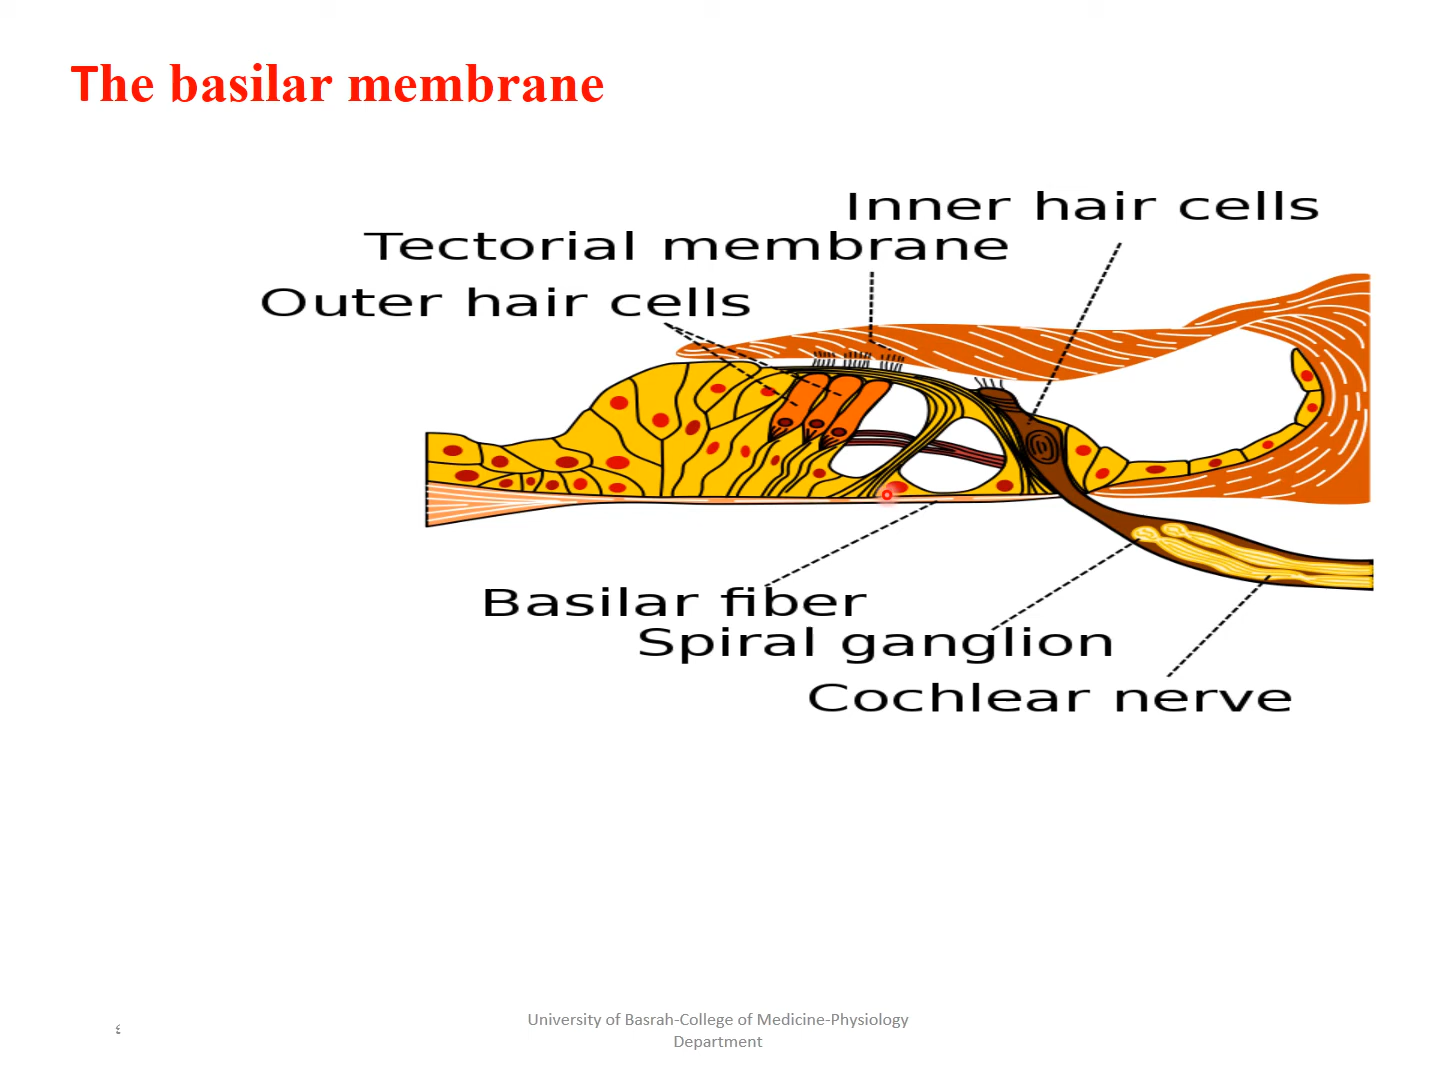 The basilar membrane
Inner hair cells
Tectorial membrane
Outer hair cells
Basilar fiber
Spiral ganglion
Cochlear nerve
University of Basrah-College of Medicine-Physiology
Department